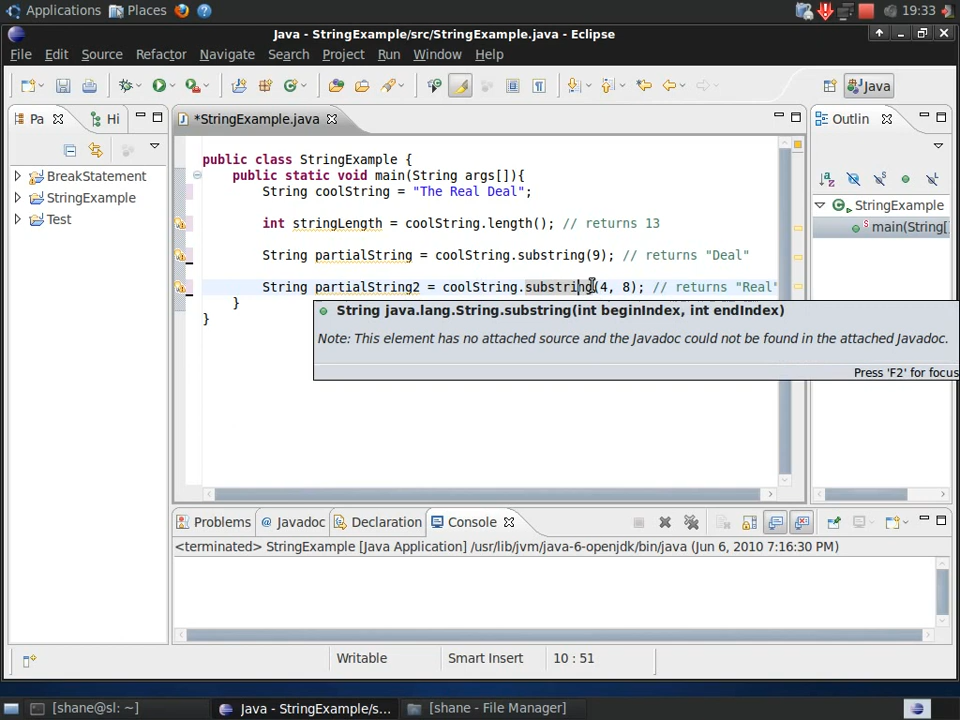 Applications Places 19:33
Java - StringExample/src/StringExample.java - Eclipse
File Edit Source Refactor Navigate Search Project Run Window Help
Java
Pa Hi *StringExample.java Outlin
public class StringExample {
public static void main(String args[]){
String coolString = "The Real Deal";
int stringLength = coolString.length(); // returns 13
String partialString = coolString.substring(9); // returns "Deal"
String partialString2 = coolString.substring(4, 8); // returns "Real"
}
}
BreakStatement
StringExample
Test
StringExample
main(String[
String java.lang.String.substring(int beginIndex, int endIndex)
Note: This element has no attached source and the Javadoc could not be found in the attached Javadoc.
Press 'F2' for focus
Problems @ Javadoc Declaration Console
<terminated> StringExample [Java Application] /usr/lib/jvm/java-6-openjdk/bin/java (Jun 6, 2010 7:16:30 PM)
Writable Smart Insert 10 : 51
[shane@sl: ~] Java - StringExample/s... [shane - File Manager]